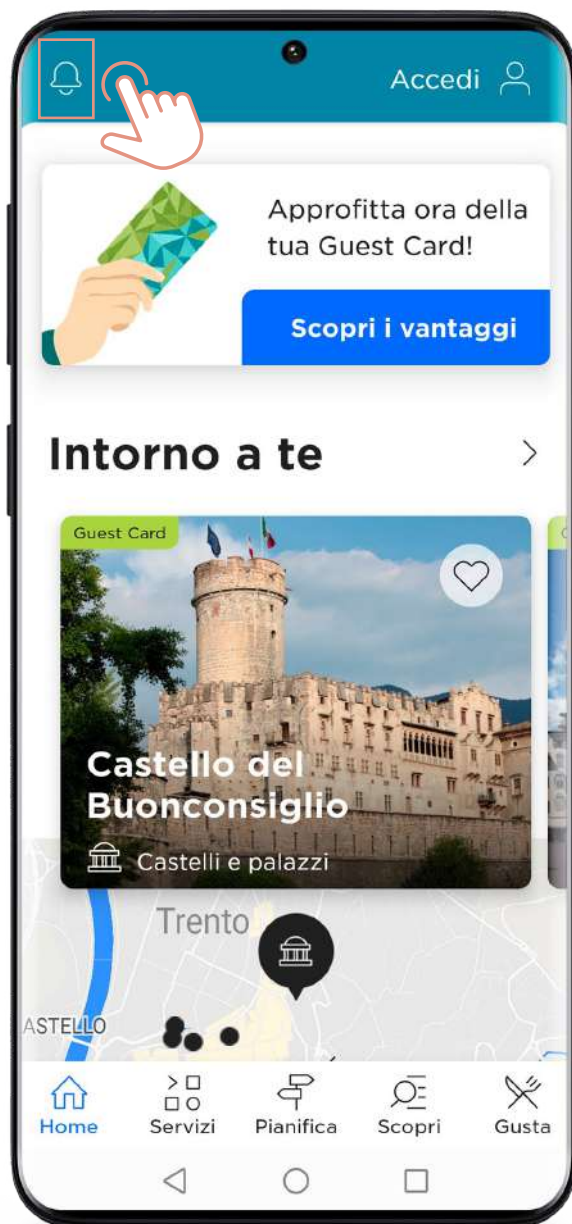 Accedi
Approfitta ora della
tua Guest Card!
Scopri i vantaggi
Intorno a te
Guest Card
Castello del
Buonconsiglio
Castelli e palazzi
Trento
ASTELLO
Home
Servizi
Pianifica
Scopri
Gusta